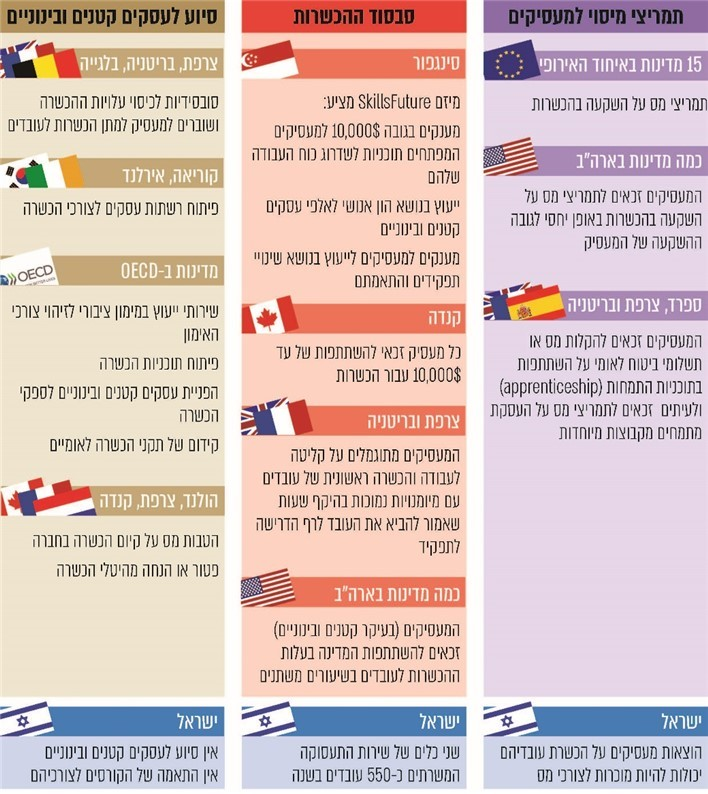 תמריצי מיסוי למעסיקים
15 מדינות באיחוד האירופי
תמריצי מס על השקעה בהכשרות
כמה מדינות בארה"ב
המעסיקים זכאים לתמריצי מס על
השקעה בהכשרות באופן יחסי לגובה
ההשקעה של המעסיק
ספרד, צרפת ובריטניה
המעסיקים זכאים להקלות מס או
תשלומי ביטוח לאומי על השתתפות
בתוכניות התמחות (apprenticeship)
ולעיתים זכאים לתמריצי מס על העסקת
מתמחים מקבוצות מיוחדות
ישראל
הוצאות מעסיקים על הכשרת עובדיהם
יכולות להיות מוכרות לצורכי מס
סבסוד ההכשרות
סינגפור
מיזם SkillsFuture מציע:
מענקים בגובה 10,000$ למעסיקים
המפתחים תוכניות לשדרוג כוח העבודה
שלהם
ייעוץ בנושא הון אנושי לאלפי עסקים
קטנים ובינוניים
מענקים למעסיקים לייעוץ בנושא שינויי
תפקידים והתאמתם
קנדה
כל מעסיק זכאי להשתתפות של עד
10,000$ עבור הכשרות
צרפת ובריטניה
המעסיקים מתוגמלים על קליטה
לעבודה והכשרה ראשונית של עובדים
עם מיומנויות נמוכות בהיקף שעות
שאמור להביא את העובד לרף הדרישה
לתפקיד
כמה מדינות בארה"ב
המעסיקים (בעיקר קטנים ובינוניים)
זכאים להשתתפות המדינה בעלות
ההכשרות לעובדים בשיעורים משתנים
ישראל
שני כלים של שירות התעסוקה
המשרתים כ-550 עובדים בשנה
סיוע לעסקים קטנים ובינוניים
צרפת, בריטניה, בלגייה
סובסידיות לכיסוי עלויות ההכשרה
ושוברים למעסיק למתן הכשרות לעובדים
קוריאה, אירלנד
פיתוח רשתות עסקים לצורכי הכשרה
מדינות ב-OECD
OECD
שירותי ייעוץ במימון ציבורי לזיהוי צורכי
האימון
פיתוח תוכניות הכשרה
הפניית עסקים קטנים ובינוניים לספקי
הכשרה
קידום של תקני הכשרה לאומיים
הולנד, צרפת, קנדה
הטבות מס על קיום הכשרה בחברה
פטור או הנחה מהיטלי הכשרה
ישראל
אין סיוע לעסקים קטנים ובינוניים
אין התאמה של הקורסים לצורכיהם